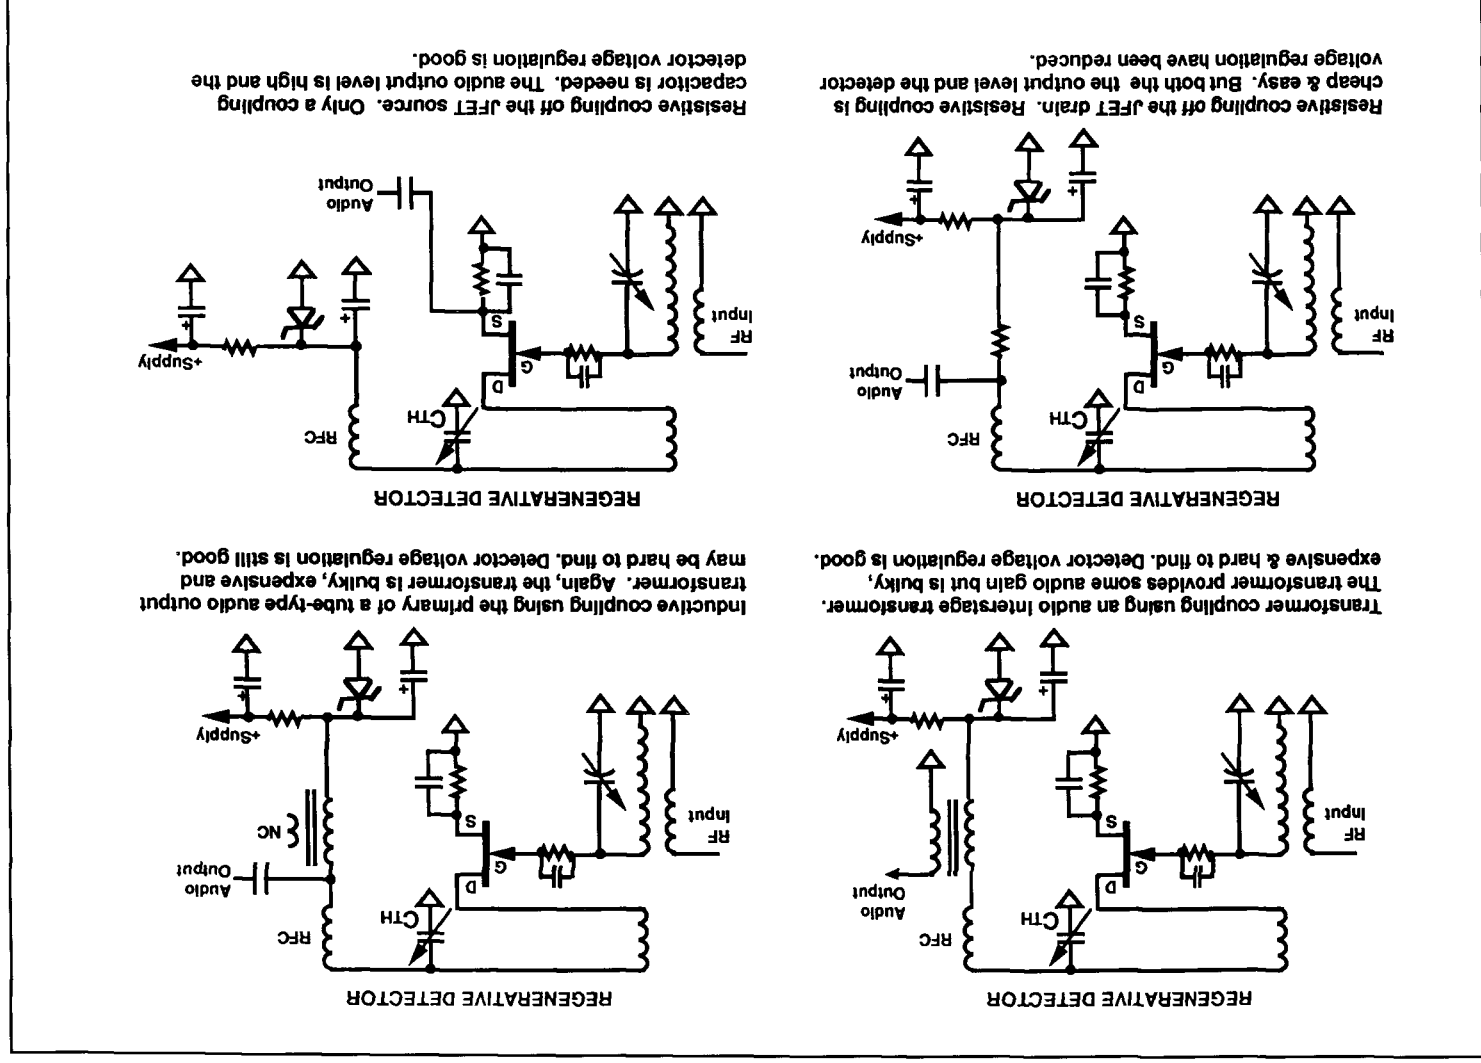 REGENERATIVE DETECTOR
CTH
RFC
Audio
Output
D
G
S
RF
Input
+Supply
+
+
Transformer coupling using an audio interstage transformer.
The transformer provides some audio gain but is bulky,
expensive & hard to find. Detector voltage regulation is good.
REGENERATIVE DETECTOR
CTH
RFC
Audio
Output
D
G
S
RF
Input
NC
+Supply
+
+
Inductive coupling using the primary of a tube-type audio output
transformer. Again, the transformer is bulky, expensive and
may be hard to find. Detector voltage regulation is still good.
REGENERATIVE DETECTOR
CTH
RFC
Audio
Output
D
G
S
RF
Input
+Supply
+
+
Resistive coupling off the JFET drain. Resistive coupling is
cheap & easy. But both the the output level and the detector
voltage regulation have been reduced.
REGENERATIVE DETECTOR
CTH
RFC
D
G
S
RF
Input
+Supply
+
+
Audio
Output
Resistive coupling off the JFET source. Only a coupling
capacitor is needed. The audio output level is high and the
detector voltage regulation is good.